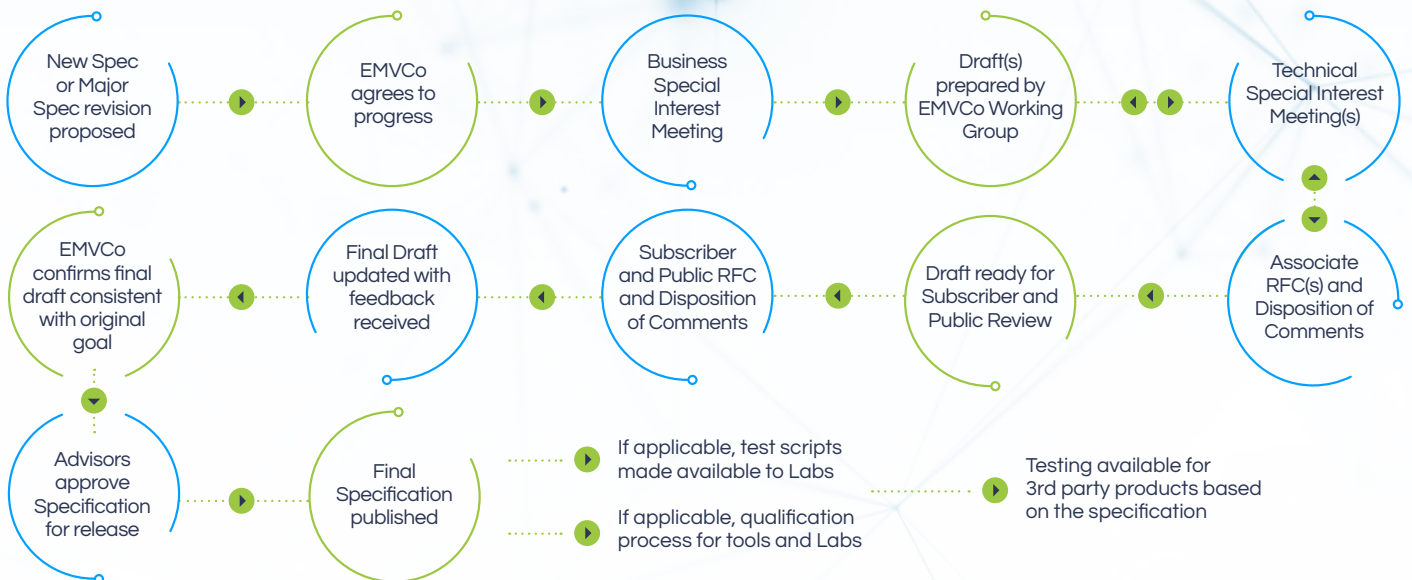 New Spec
or Major
Spec revision
proposed
EMVCo
agrees to
progress
Business
Special
Interest
Meeting
Draft(s)
prepared by
EMVCo Working
Group
Technical
Special Interest
Meeting(s)
Associate
RFC(s) and
Disposition of
Comments
Draft ready for
Subscriber and
Public Review
Subscriber
and Public RFC
and Disposition
of Comments
Final Draft
updated with
feedback
received
EMVCo
confirms final
draft consistent
with original
goal
Advisors
approve
Specification
for release
Final
Specification
published
If applicable, test scripts
made available to Labs
If applicable, qualification
process for tools and Labs
Testing available for
3rd party products based
on the specification